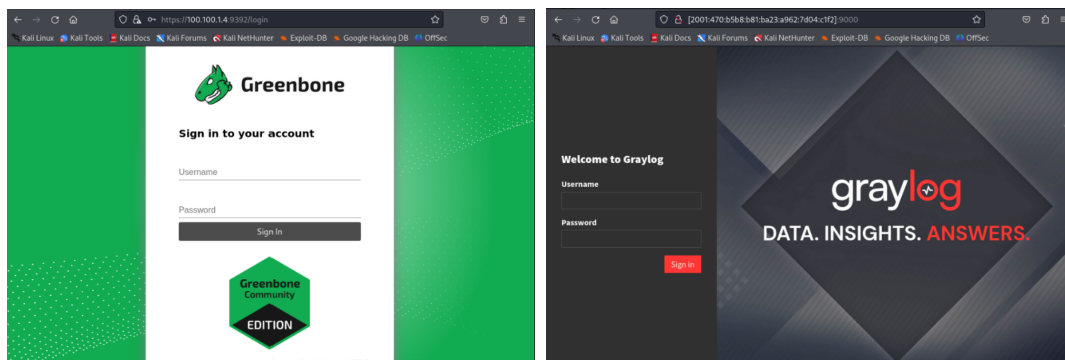 https://100.100.1.4:9392/login
Kali Linux Kali Tools Kali Docs Kali Forums Kali NetHunter Exploit-DB Google Hacking DB OffSec
Greenbone
Sign in to your account
Username
Password
Sign In
Greenbone
Community
EDITION
[2001:470:b5b8:b81:ba23:a962:7d04:c1f2]:9000
Kali Linux Kali Tools Kali Docs Kali Forums Kali NetHunter Exploit-DB Google Hacking DB OffSec
Welcome to Graylog
Username
Password
Sign in
graylog
DATA. INSIGHTS. ANSWERS.